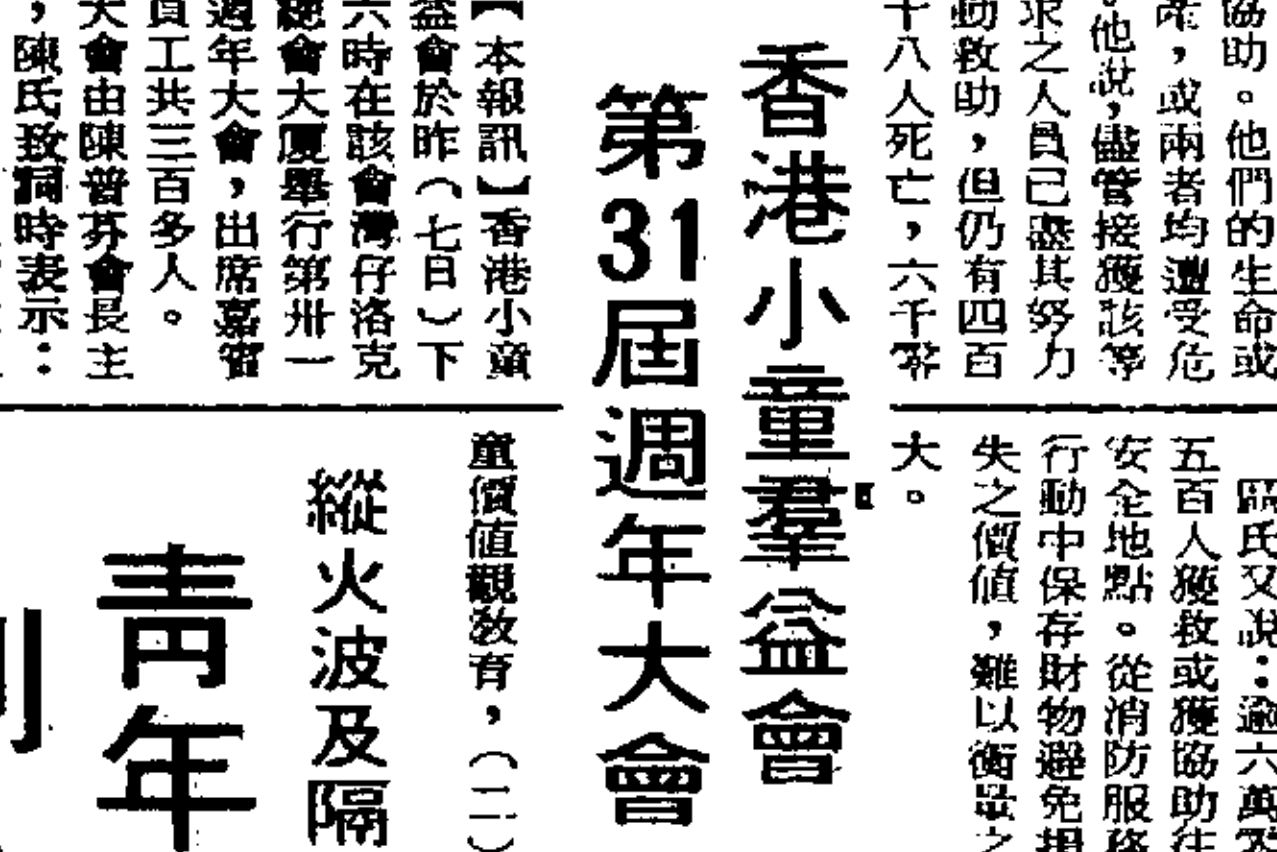 協助。他們的生命或
產,或兩者均遭受危
。他說,儘管接獲該等
求之人員已盡其努力
動救助,但仍有四百
十八人死亡,六千零
區氏又說:逾六萬零
五百人獲救或獲協助往
安全地點。從消防服務
行動中保存財物避免損
失之價值,難以衡量之
大。
香港小童羣益會
第31屆週年大會
【本報訊】香港小童
益會於昨(七日)下
六時在該會灣仔洛克
總會大厦舉行第卅一
週年大會,出席嘉賓
員工共三百多人。
大會由陳普芬會長主
,陳氏致詞時表示:
童價值觀教育,(二)
縱火波及隔
青年